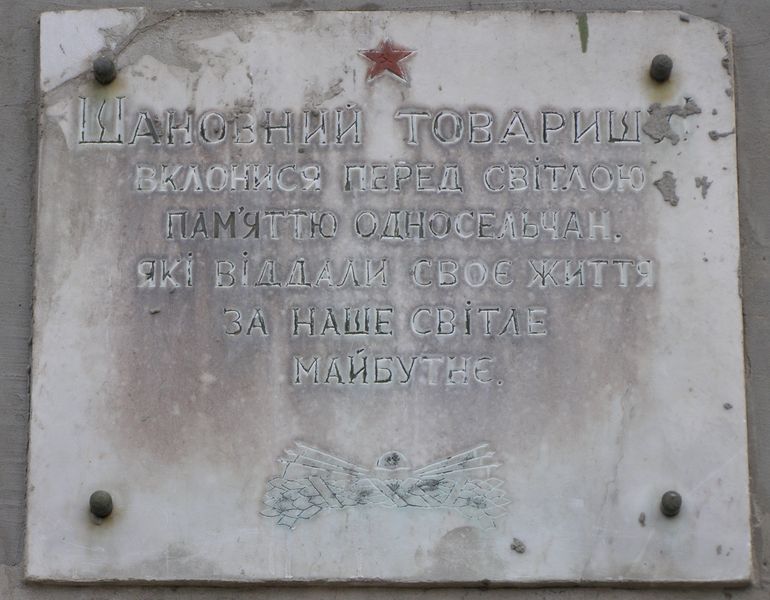 Шановний товариш
вклонися перед світлою
пам'яттю односельчан,
які віддали своє життя
за наше світле
майбутнє.